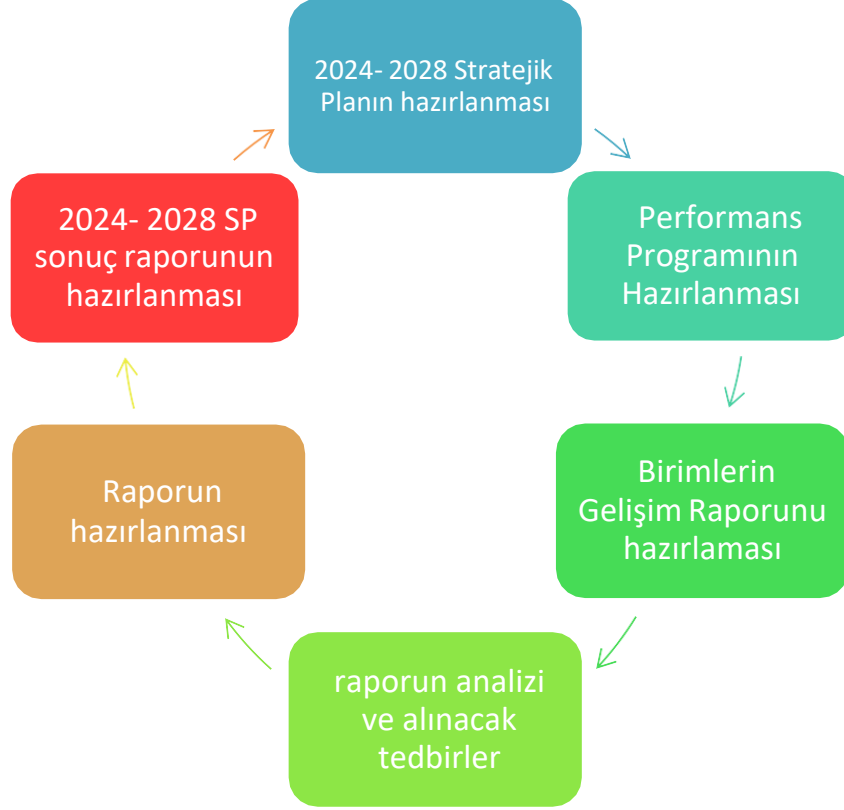 2024- 2028 Stratejik
Planın hazırlanması
Performans
Programının
Hazırlanması
Birimlerin
Gelişim Raporunu
hazırlaması
raporun analizi
ve alınacak
tedbirler
Raporun
hazırlanması
2024- 2028 SP
sonuç raporunun
hazırlanması